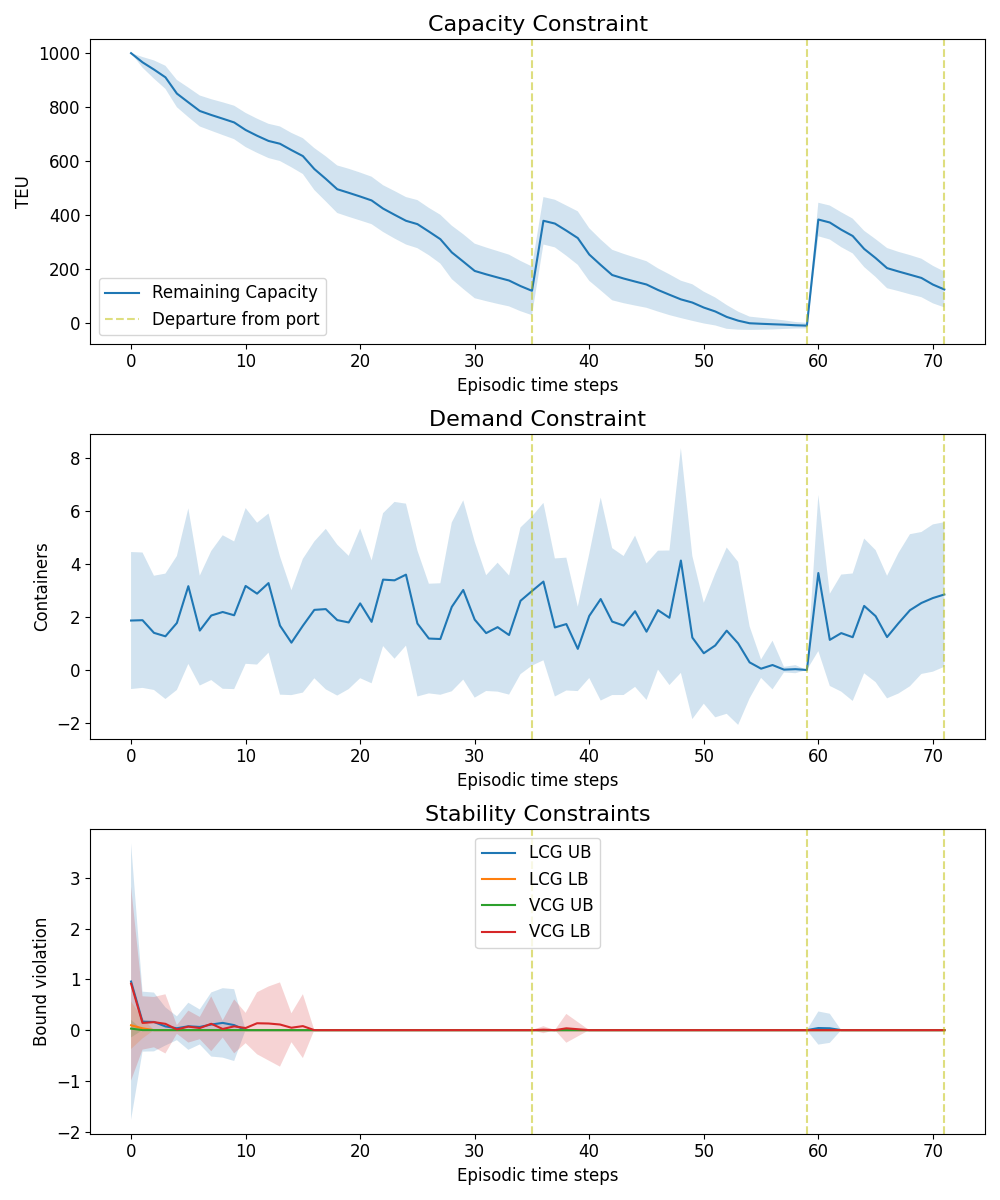 Capacity Constraint
1000
800
600
400
200
0
TEU
Remaining Capacity
Departure from port
0 10 20 30 40 50 60 70
Episodic time steps
Demand Constraint
8
6
4
2
0
−2
Containers
0 10 20 30 40 50 60 70
Episodic time steps
Stability Constraints
LCG UB
LCG LB
VCG UB
VCG LB
3
2
1
0
−1
−2
Bound violation
0 10 20 30 40 50 60 70
Episodic time steps